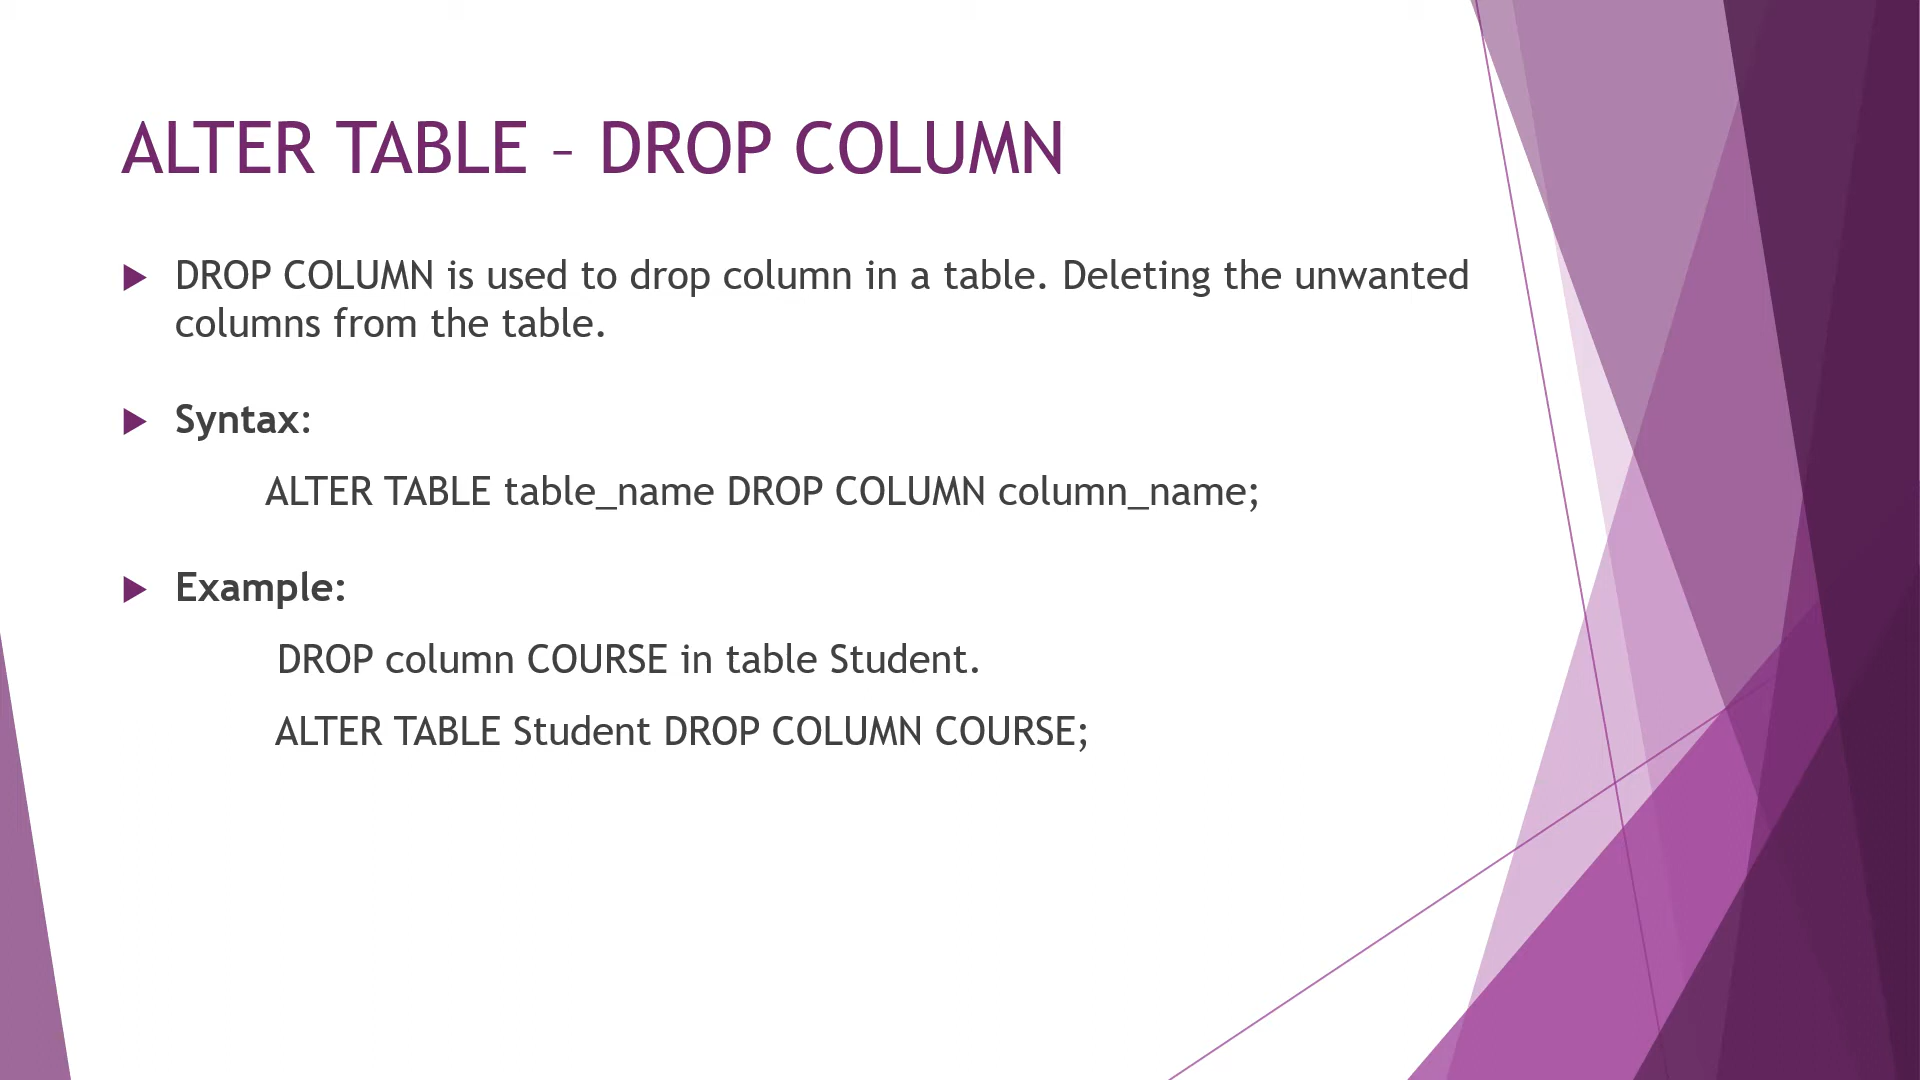 ALTER TABLE – DROP COLUMN
DROP COLUMN is used to drop column in a table. Deleting the unwanted
columns from the table.
Syntax:
ALTER TABLE table_name DROP COLUMN column_name;
Example:
DROP column COURSE in table Student.
ALTER TABLE Student DROP COLUMN COURSE;